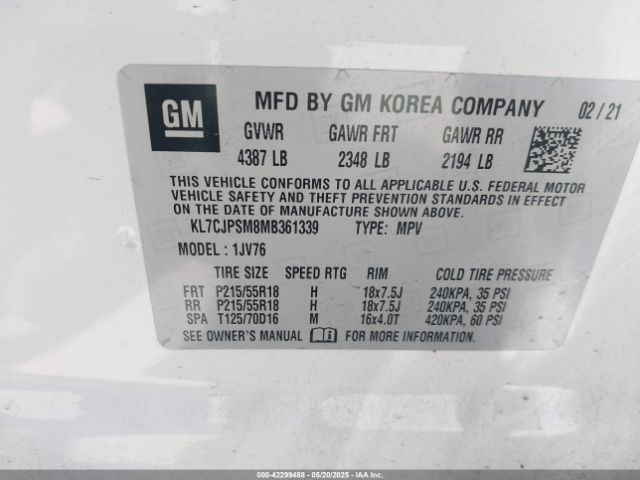 GM
MFD BY GM KOREA COMPANY 02/21
GVWR GAWR FRT GAWR RR
4387 LB 2348 LB 2194 LB
THIS VEHICLE CONFORMS TO ALL APPLICABLE U.S. FEDERAL MOTOR
VEHICLE SAFETY AND THEFT PREVENTION STANDARDS IN EFFECT ON
THE DATE OF MANUFACTURE SHOWN ABOVE.
KL7CJPSM8MB361339 TYPE: MPV
MODEL: 1JV76
TIRE SIZE SPEED RTG RIM COLD TIRE PRESSURE
FRT P215/55R18 H 18x7.5J 240KPA, 35 PSI
RR P215/55R18 H 18x7.5J 240KPA, 35 PSI
SPA T125/70D16 M 16x4.0T 420KPA, 60 PSI
SEE OWNER'S MANUAL FOR MORE INFORMATION.
000-42299488 - 05/20/2025 - IAAI.COM